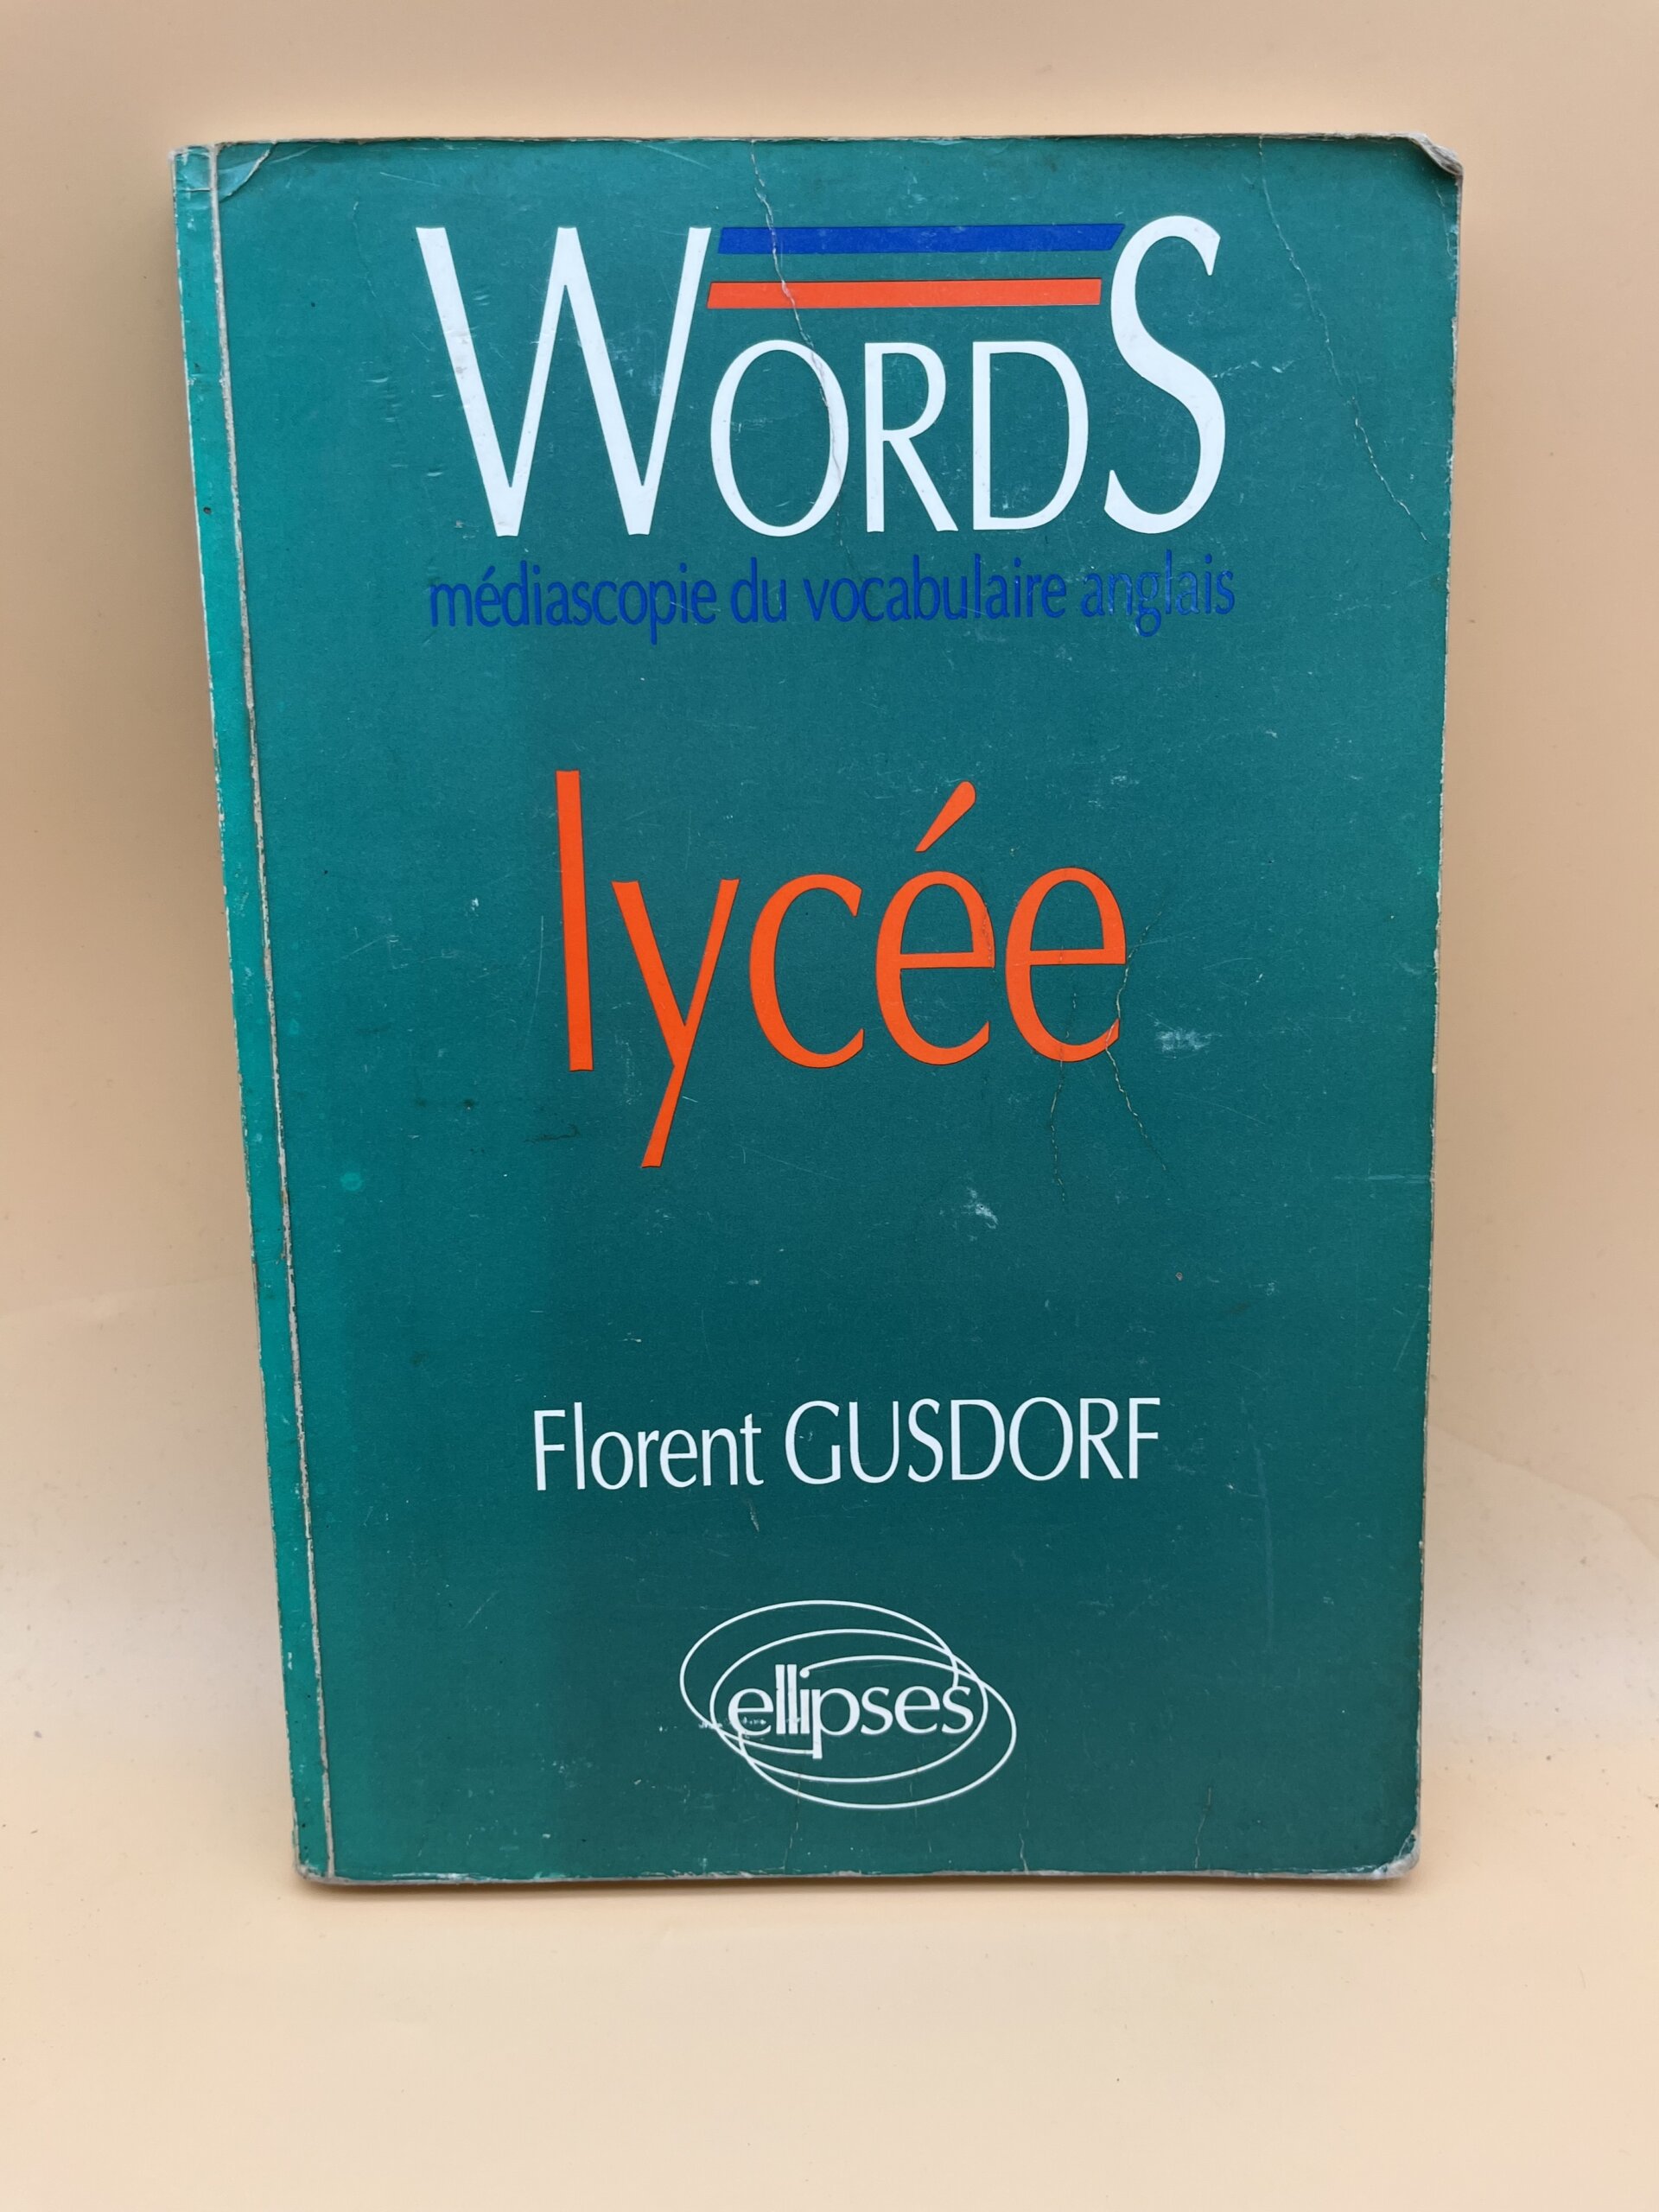 WORDS
médiascopie du vocabulaire anglais
lycée
Florent GUSDORF
ellipses